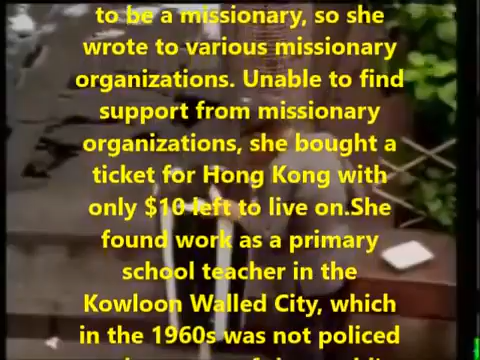 to be a missionary, so she
wrote to various missionary
organizations. Unable to find
support from missionary
organizations, she bought a
ticket for Hong Kong with
only $10 left to live on.She
found work as a primary
school teacher in the
Kowloon Walled City, which
in the 1960s was not policed